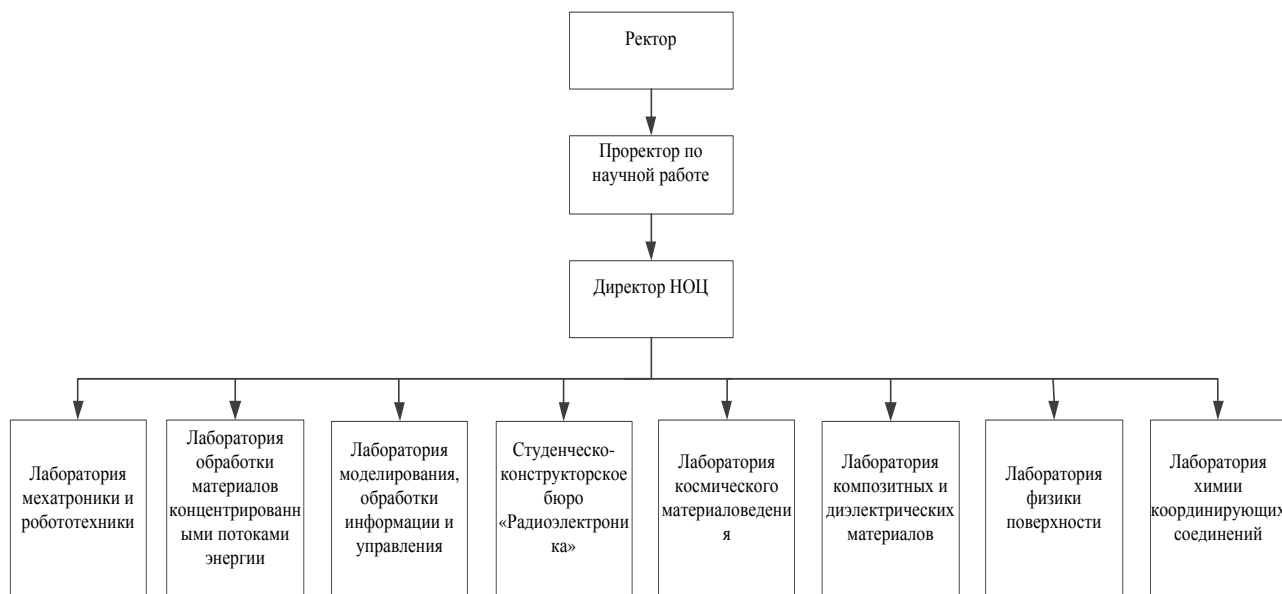 Ректор
Проректор по
научной работе
Директор НОЦ
Лаборатория
мехатроники и
робототехники
Лаборатория
обработки
материалов
концентрированн
ыми потоками
энергии
Лаборатория
моделирования,
обработки
информации и
управления
Студенческо-
конструкторское
бюро
«Радиоэлектрони
ка»
Лаборатория
космического
материаловедени
я
Лаборатория
композитных и
диэлектрических
материалов
Лаборатория
физики
поверхности
Лаборатория
химии
координирующих
соединений